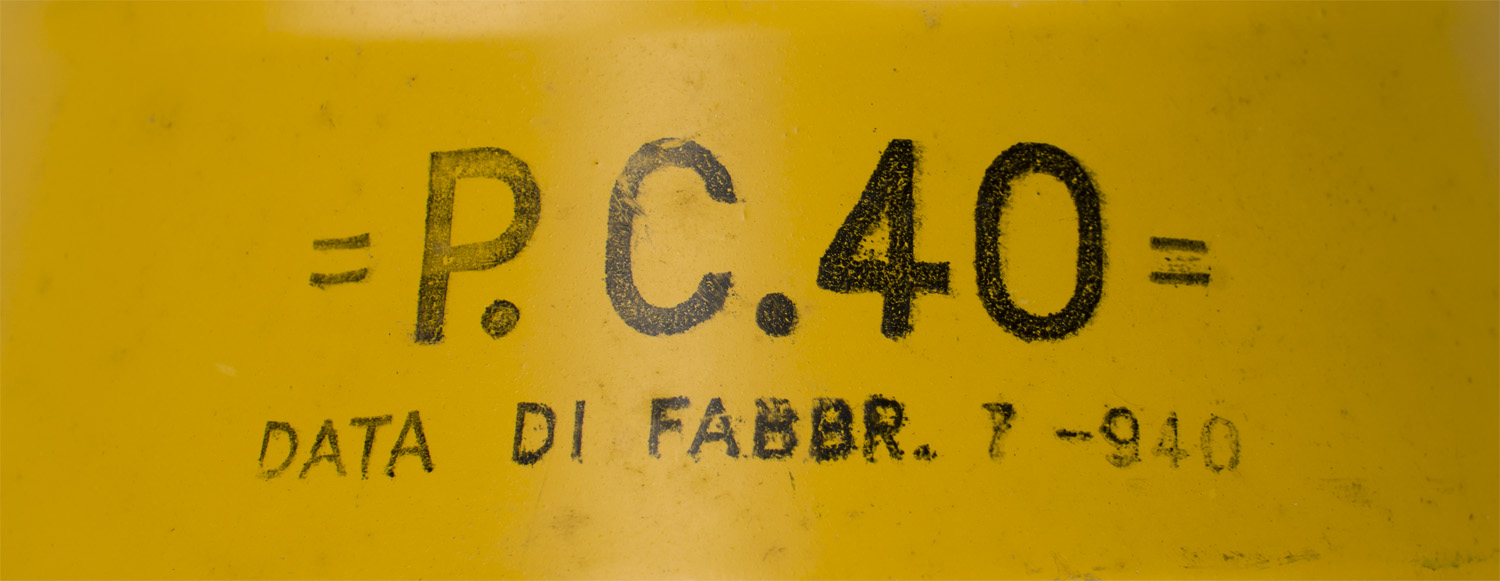 = P.C.40 =
DATA DI FABBR. 7 -940